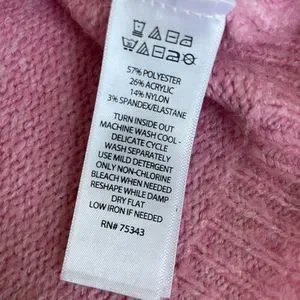 57% POLYESTER
26% ACRYLIC
14% NYLON
3% SPANDEX/ELASTANE
TURN INSIDE OUT
MACHINE WASH COOL -
DELICATE CYCLE
WASH SEPARATELY
USE MILD DETERGENT
ONLY NON-CHLORINE
BLEACH WHEN NEEDED
RESHAPE WHILE DAMP
DRY FLAT
LOW IRON IF NEEDED
RN# 75343